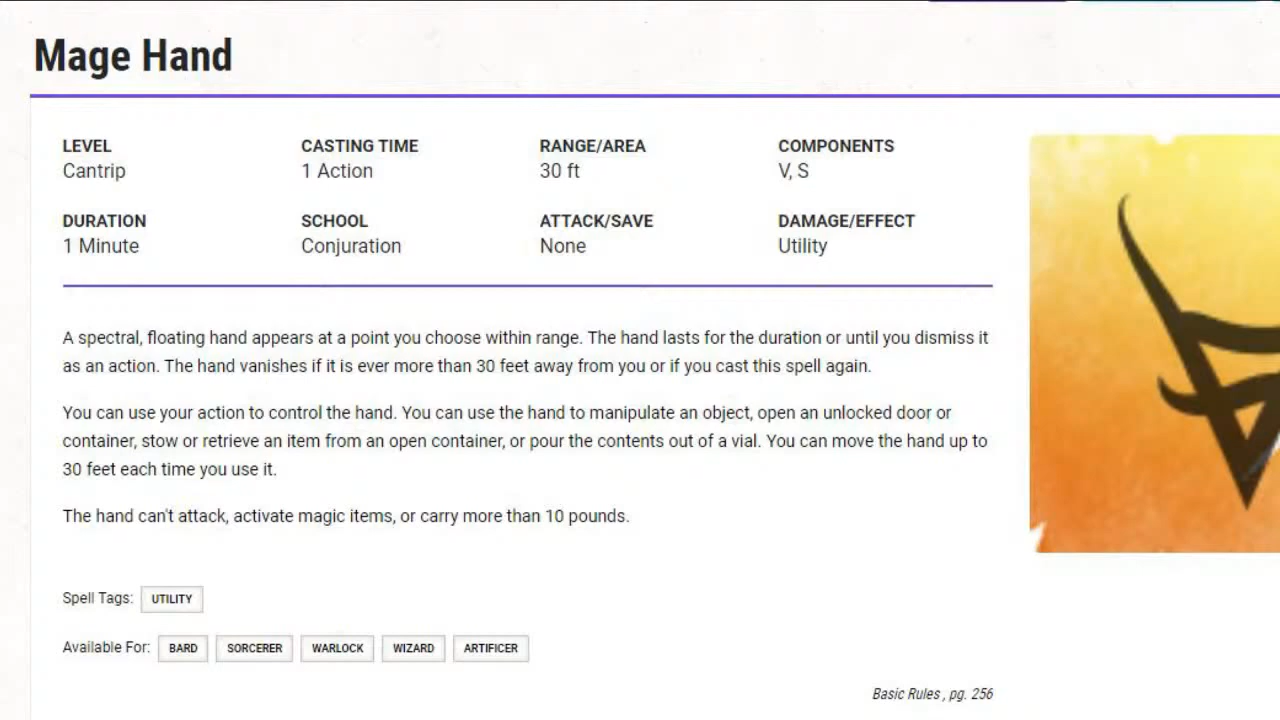 Mage Hand
LEVEL CASTING TIME RANGE/AREA COMPONENTS
Cantrip 1 Action 30 ft V, S
DURATION SCHOOL ATTACK/SAVE DAMAGE/EFFECT
1 Minute Conjuration None Utility
A spectral, floating hand appears at a point you choose within range. The hand lasts for the duration or until you dismiss it
as an action. The hand vanishes if it is ever more than 30 feet away from you or if you cast this spell again.
You can use your action to control the hand. You can use the hand to manipulate an object, open an unlocked door or
container, stow or retrieve an item from an open container, or pour the contents out of a vial. You can move the hand up to
30 feet each time you use it.
The hand can't attack, activate magic items, or carry more than 10 pounds.
Spell Tags: UTILITY
Available For: BARD SORCERER WARLOCK WIZARD ARTIFICER
Basic Rules , pg. 256